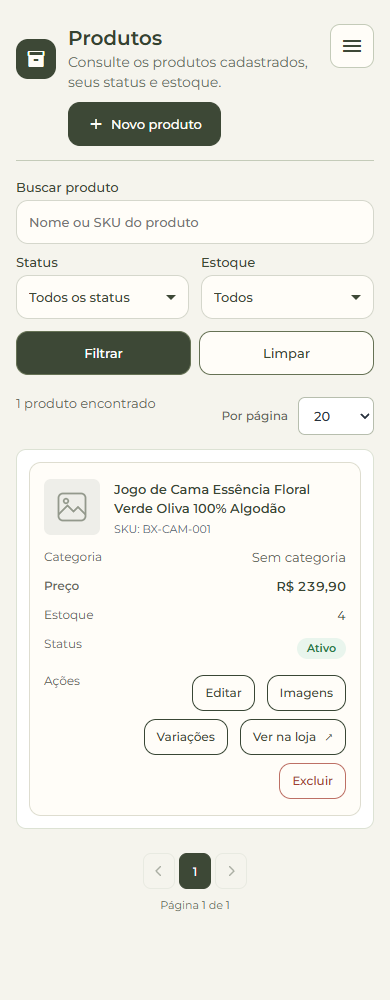 Produtos
Consulte os produtos cadastrados,
seus status e estoque.
+ Novo produto
Buscar produto
Nome ou SKU do produto
Status
Estoque
Todos os status
Todos
Filtrar
Limpar
1 produto encontrado
Por página
20
Jogo de Cama Essência Floral
Verde Oliva 100% Algodão
SKU: BX-CAM-001
Categoria
Sem categoria
Preço
R$ 239,90
Estoque
4
Status
Ativo
Ações
Editar
Imagens
Variações
Ver na loja ↗
Excluir
1
Página 1 de 1